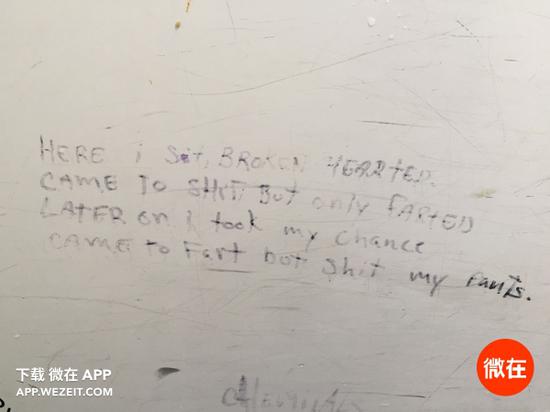 HERE i Sit, BROKEN HEARTED.
CAME TO SHIT, But only FARTED
LATER ON I took my chance
CAME to Fart but Shit my Pants.
下载 微在 APP
APP.WEZEIT.COM
微在